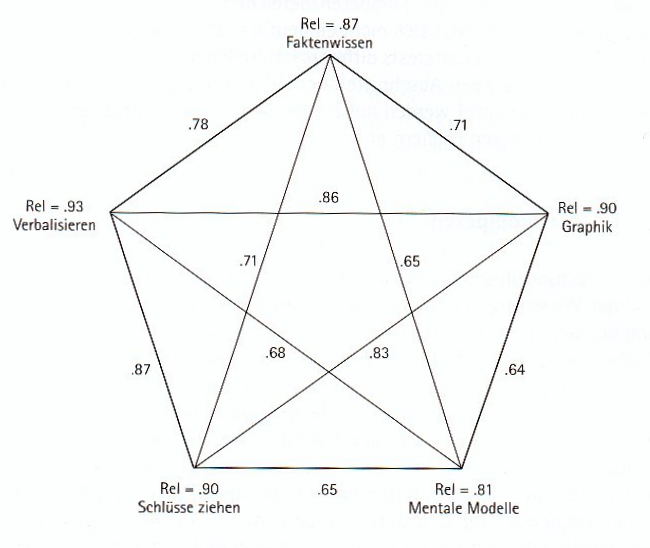 Rel = .87
Faktenwissen
.78
.71
.86
Rel = .93
Verbalisieren
Rel = .90
Graphik
.71
.65
.68
.83
.87
.64
Rel = .90
Schlüsse ziehen
.65
Rel = .81
Mentale Modelle